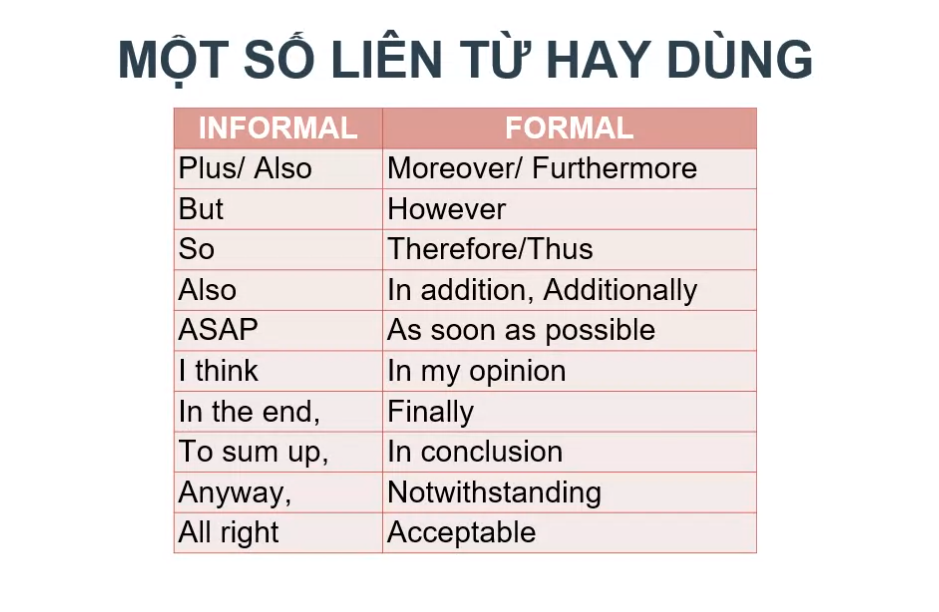 MỘT SỐ LIÊN TỪ HAY DÙNG
INFORMAL FORMAL
Plus/ Also Moreover/ Furthermore
But However
So Therefore/Thus
Also In addition, Additionally
ASAP As soon as possible
I think In my opinion
In the end, Finally
To sum up, In conclusion
Anyway, Notwithstanding
All right Acceptable